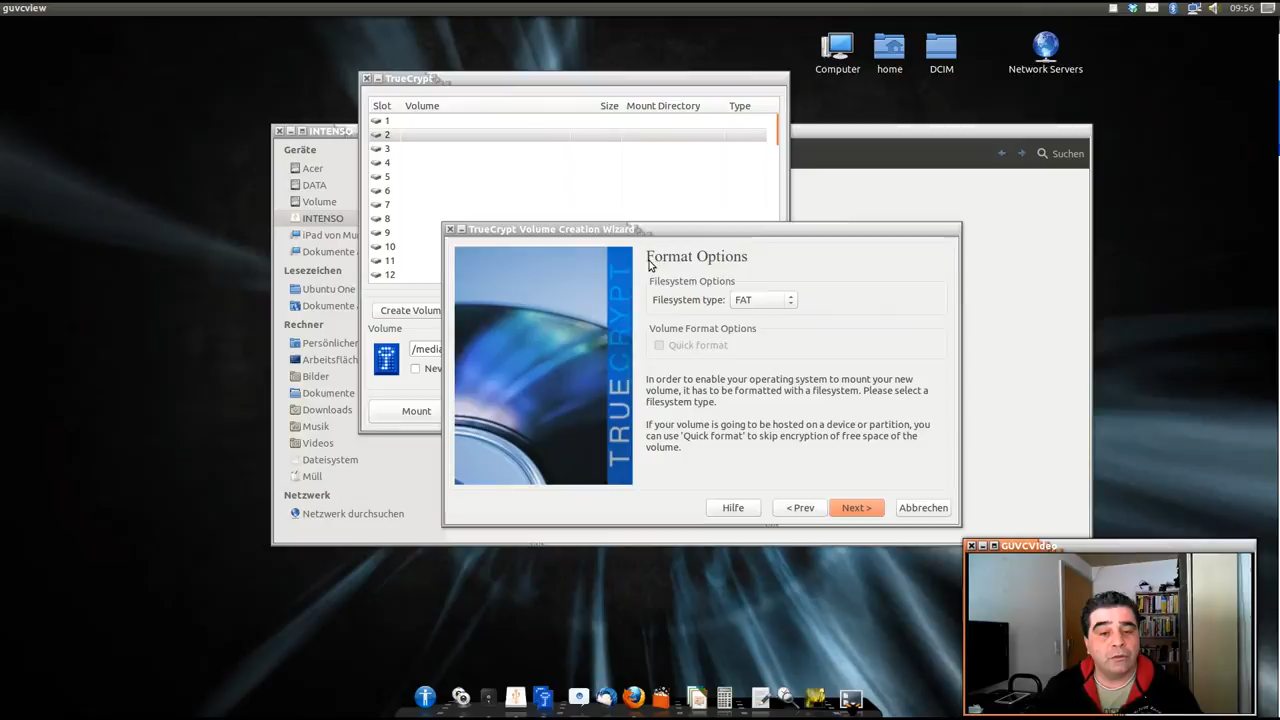 guvcview
09:56
Computer
home
DCIM
Network Servers
TrueCrypt
Slot Volume Size Mount Directory Type
1
2
3
4
5
6
7
8
9
10
11
12
Create Volum
Volume
/media
Nev
Mount
INTENSO
Suchen
Geräte
Acer
DATA
Volume
INTENSO
iPad von Mu
Dokumente
Lesezeichen
Ubuntu One
Dokumente
Rechner
Persönlicher
Arbeitsfläch
Bilder
Dokumente
Downloads
Musik
Videos
Dateisystem
Müll
Netzwerk
Netzwerk durchsuchen
TrueCrypt Volume Creation Wizard
TRUECRYPT
Format Options
Filesystem Options
Filesystem type: FAT
Volume Format Options
Quick format
In order to enable your operating system to mount your new
volume, it has to be formatted with a filesystem. Please select a
filesystem type.
If your volume is going to be hosted on a device or partition, you
can use 'Quick format' to skip encryption of free space of the
volume.
Hilfe
< Prev
Next >
Abbrechen
GUVCVideo